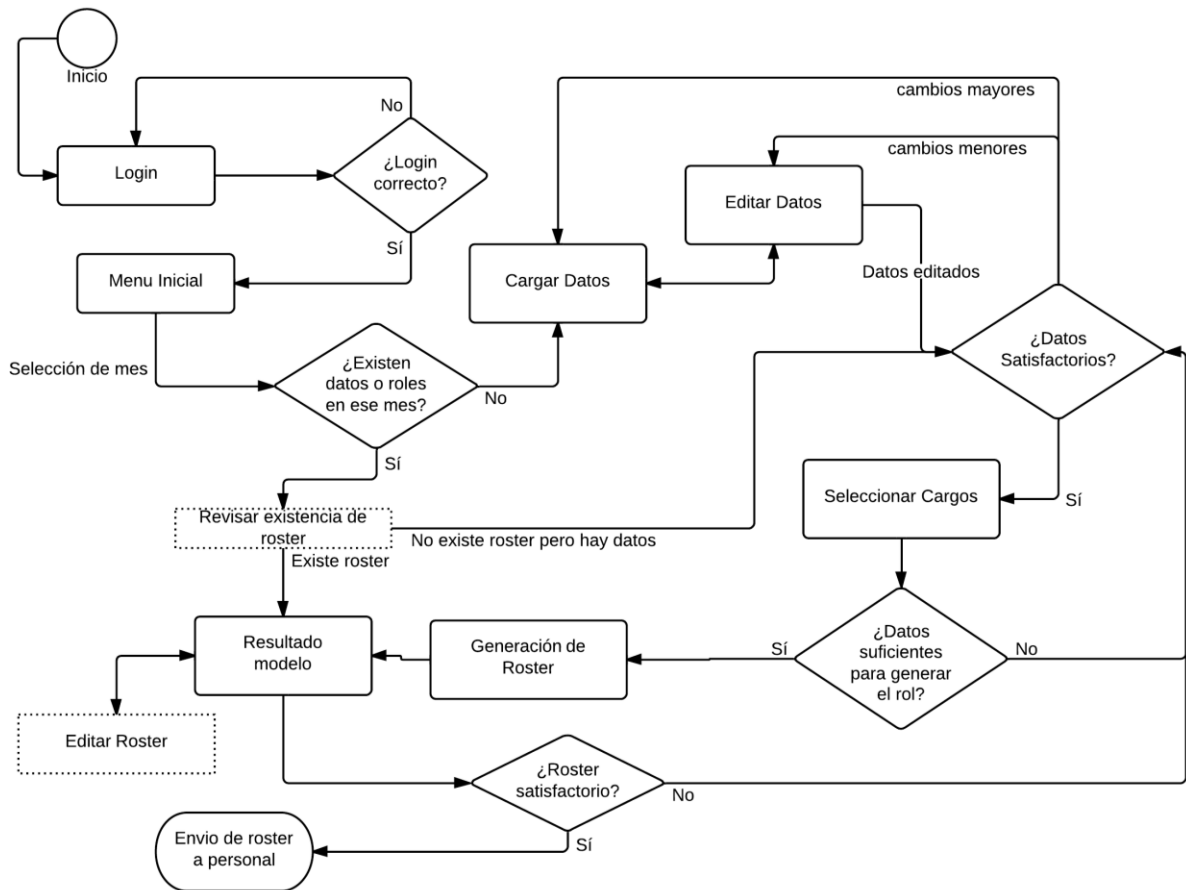 Inicio
No
cambios mayores
cambios menores
Login
¿Login
correcto?
Editar Datos
Sí
Menu Inicial
Cargar Datos
Datos editados
¿Datos
Satisfactorios?
Selección de mes
¿Existen
datos o roles
en ese mes?
No
Sí
Seleccionar Cargos
Sí
Revisar existencia de
roster
No existe roster pero hay datos
Existe roster
Resultado
modelo
Generación de
Roster
Sí
¿Datos
suficientes
para generar
el rol?
No
Editar Roster
¿Roster
satisfactorio?
No
Sí
Envio de roster
a personal